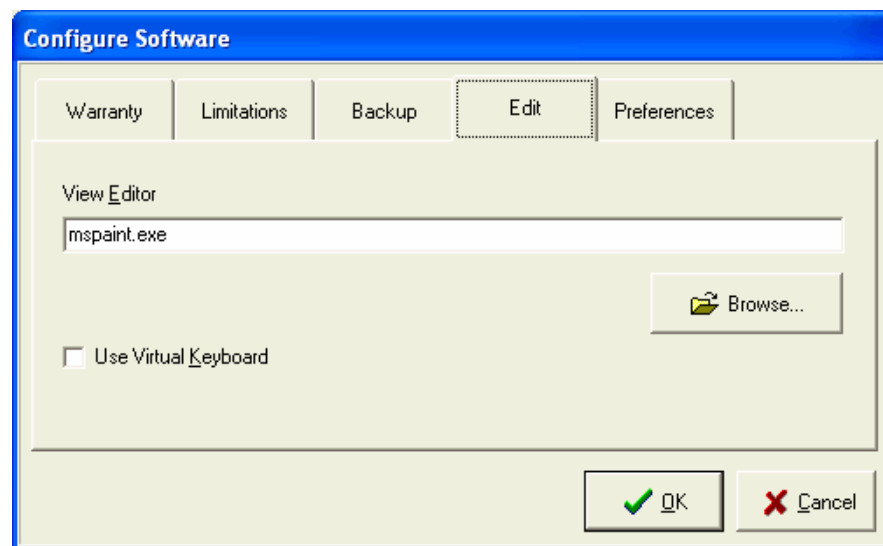 Configure Software
Warranty Limitations Backup Edit Preferences
View Editor
mspaint.exe
Browse...
Use Virtual Keyboard
OK Cancel